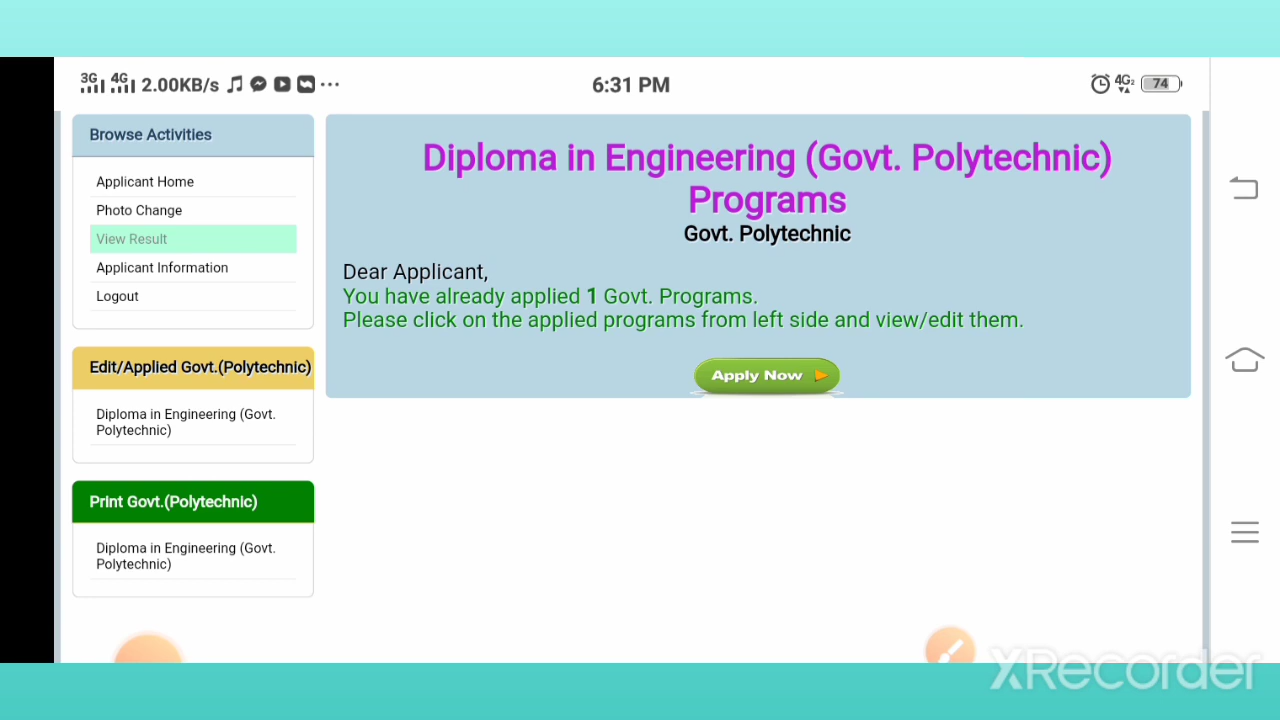 3G 4G 2.00KB/s 6:31 PM 4G2 74
Browse Activities
Applicant Home
Photo Change
View Result
Applicant Information
Logout
Edit/Applied Govt.(Polytechnic)
Diploma in Engineering (Govt.
Polytechnic)
Print Govt.(Polytechnic)
Diploma in Engineering (Govt.
Polytechnic)
Diploma in Engineering (Govt. Polytechnic)
Programs
Govt. Polytechnic
Dear Applicant,
You have already applied 1 Govt. Programs.
Please click on the applied programs from left side and view/edit them.
Apply Now
XRecorder